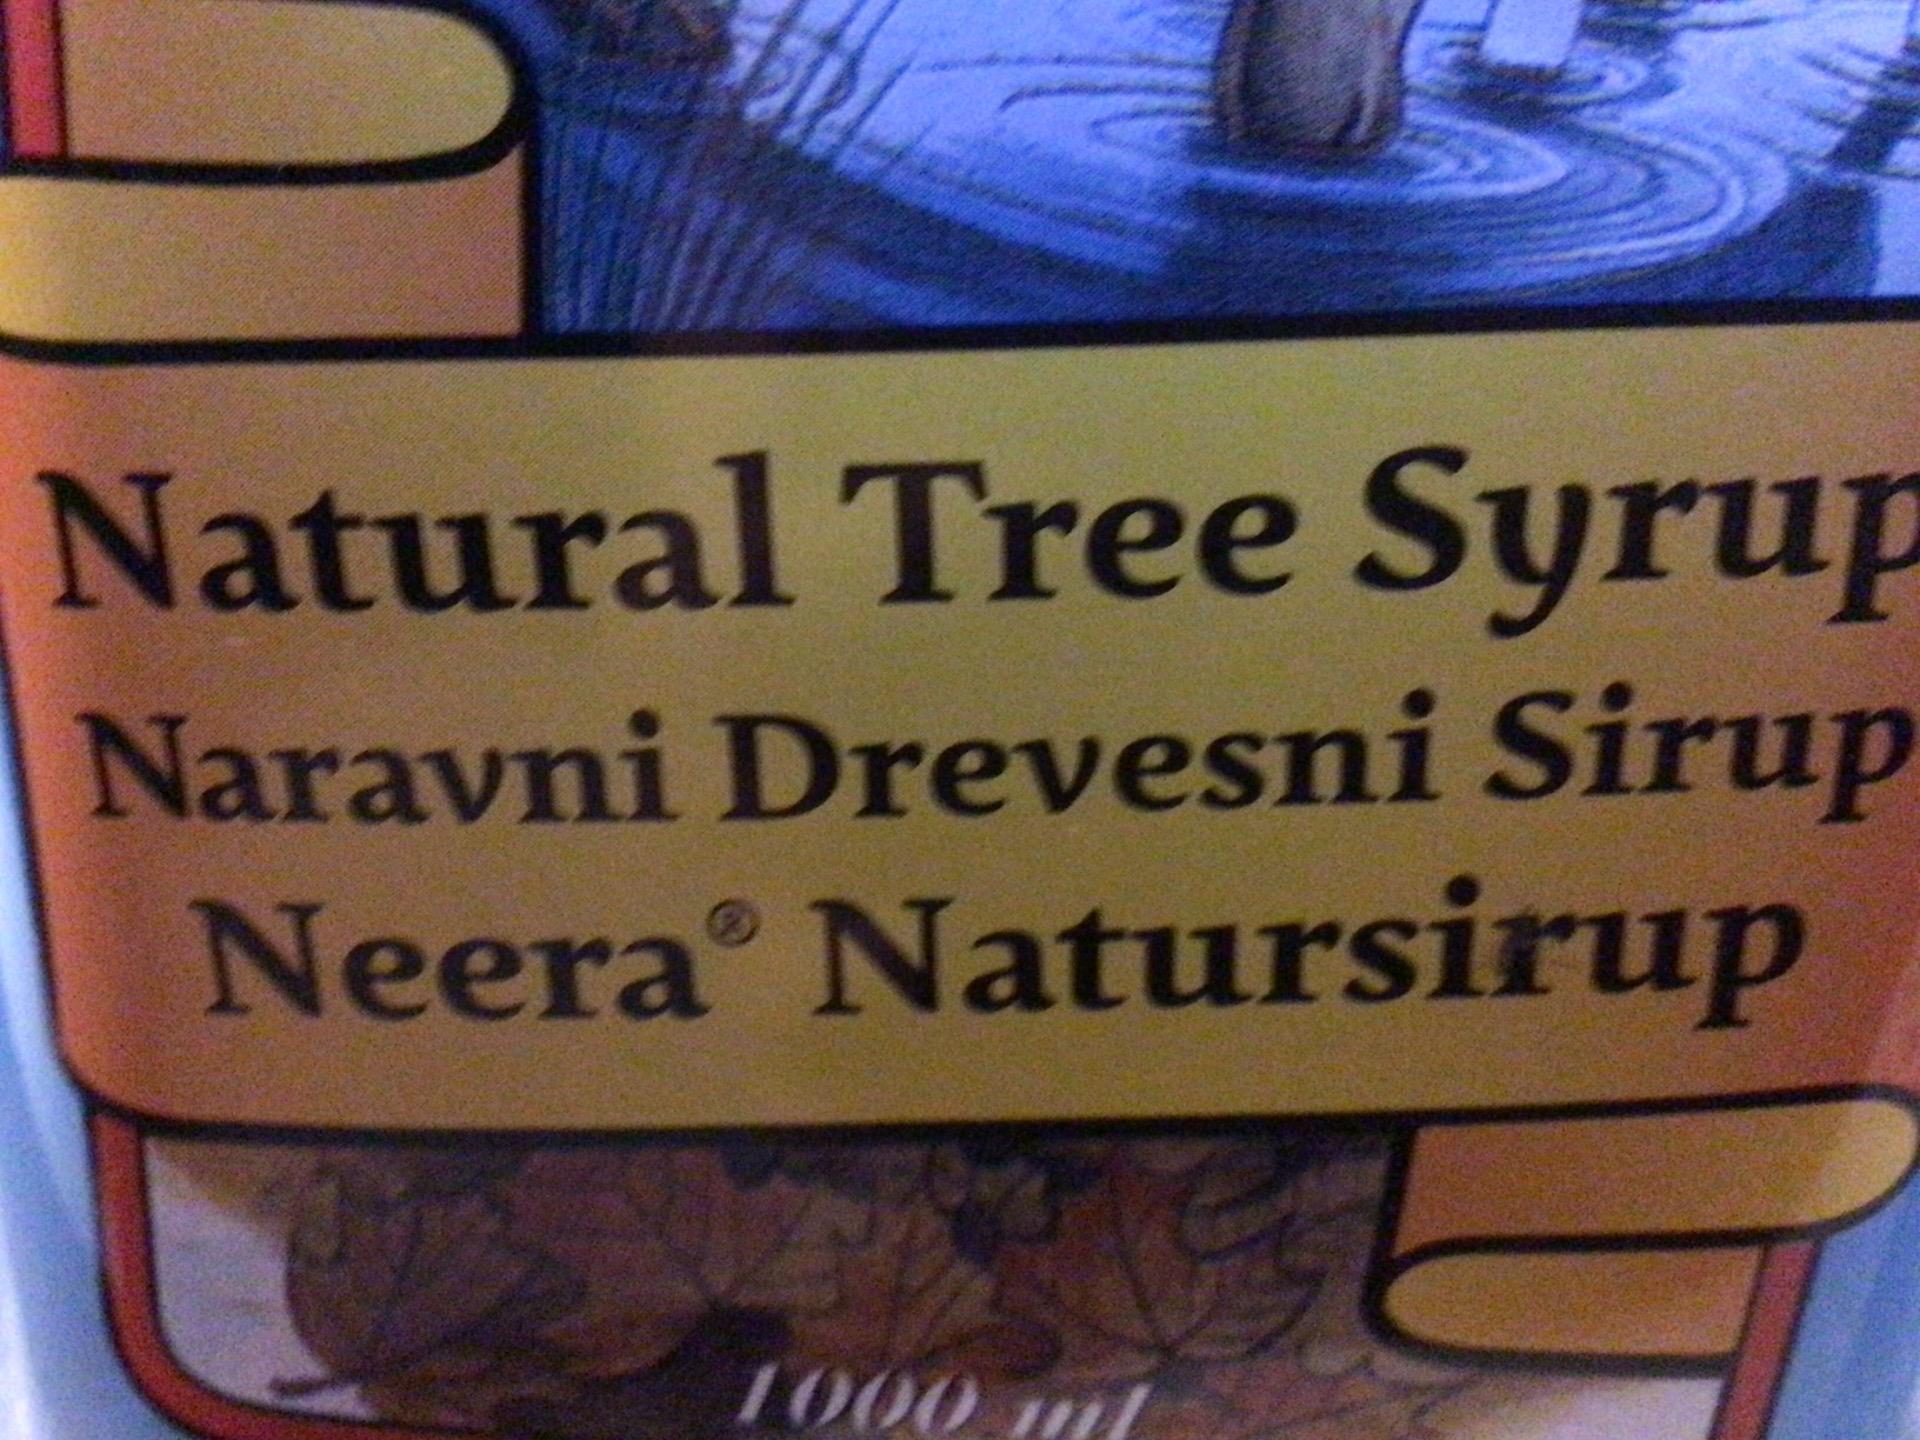 Natural Tree Syrup
Naravni Drevesni Sirup
Neera® Natursirup
1000 ml